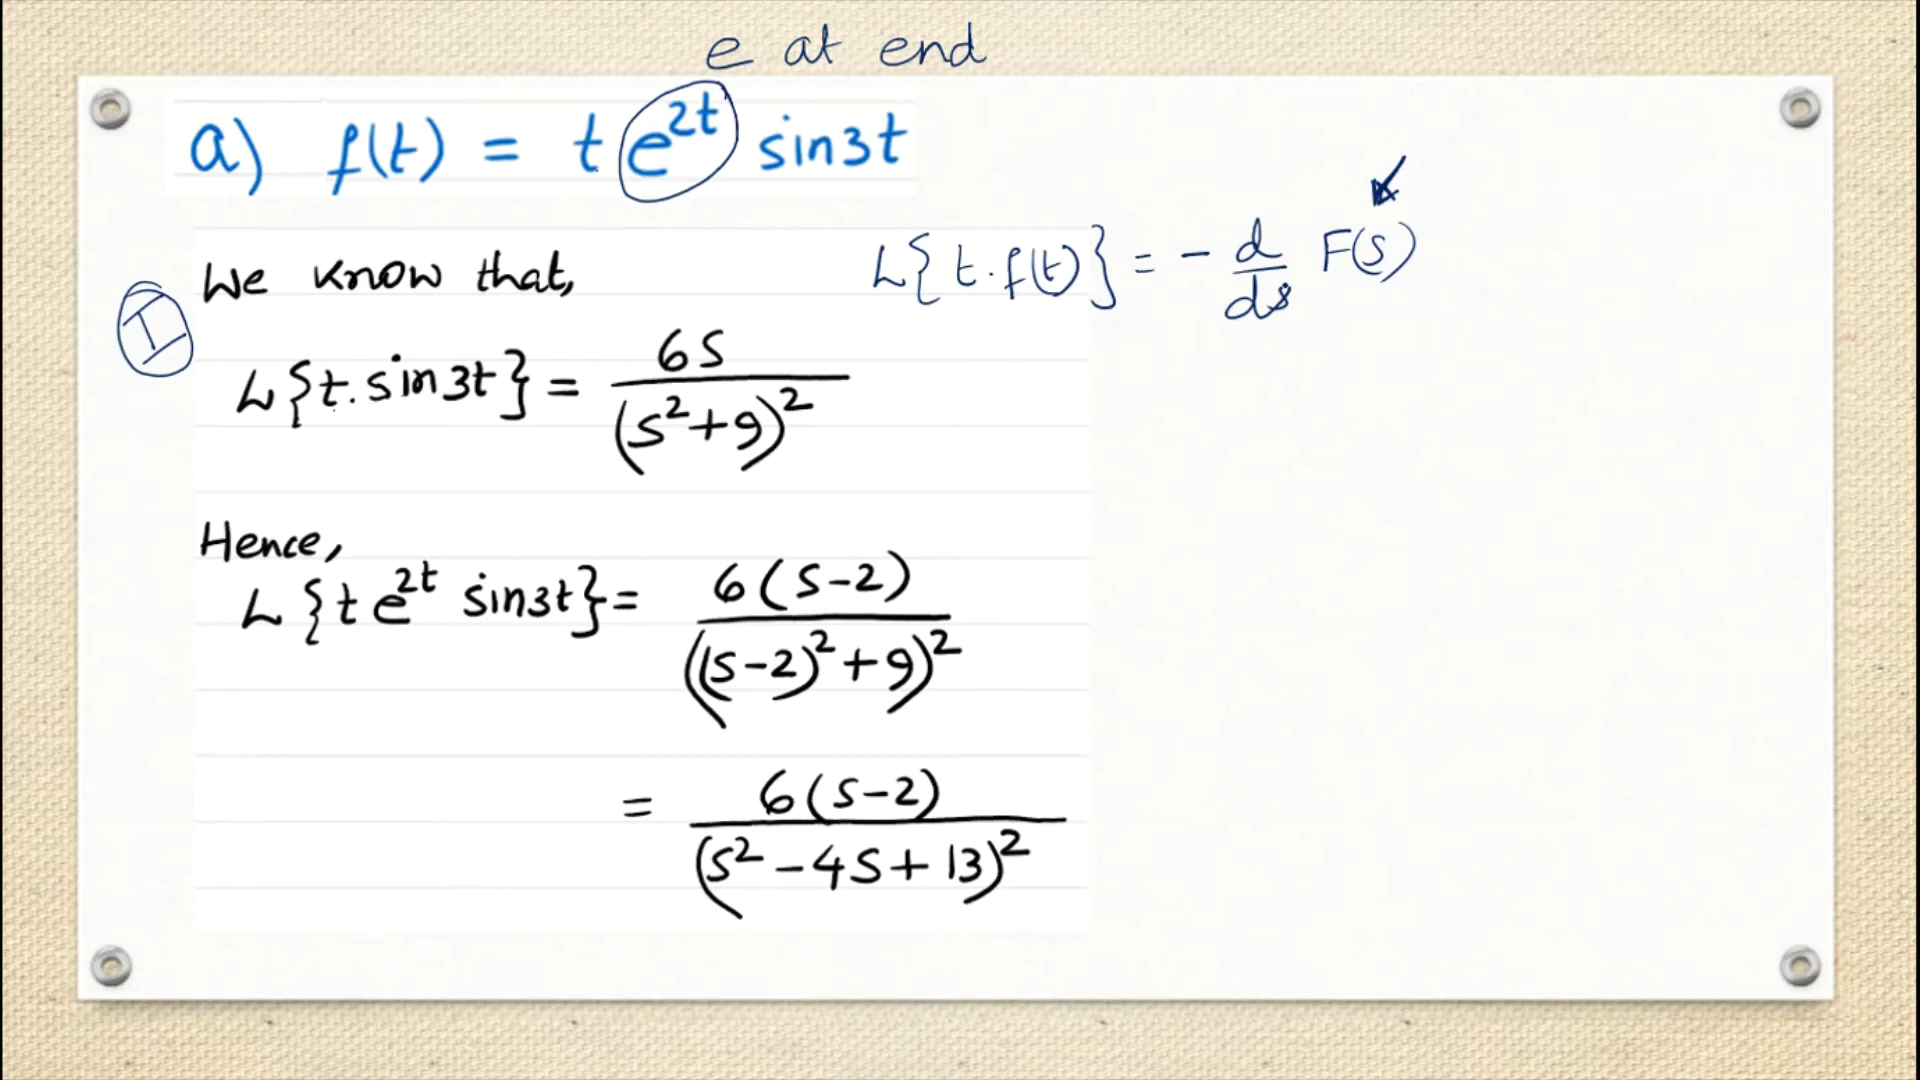 e at end
a) f(t) = t e^{2t} sin3t
We know that,
L{t.f(t)} = - d/ds F(s)
I
L{t.sin3t} = 6s/(s²+9)²
Hence,
L{t e^{2t} sin3t} = 6(s-2)/((s-2)²+9)²
= 6(s-2)/(s²-4s+13)²